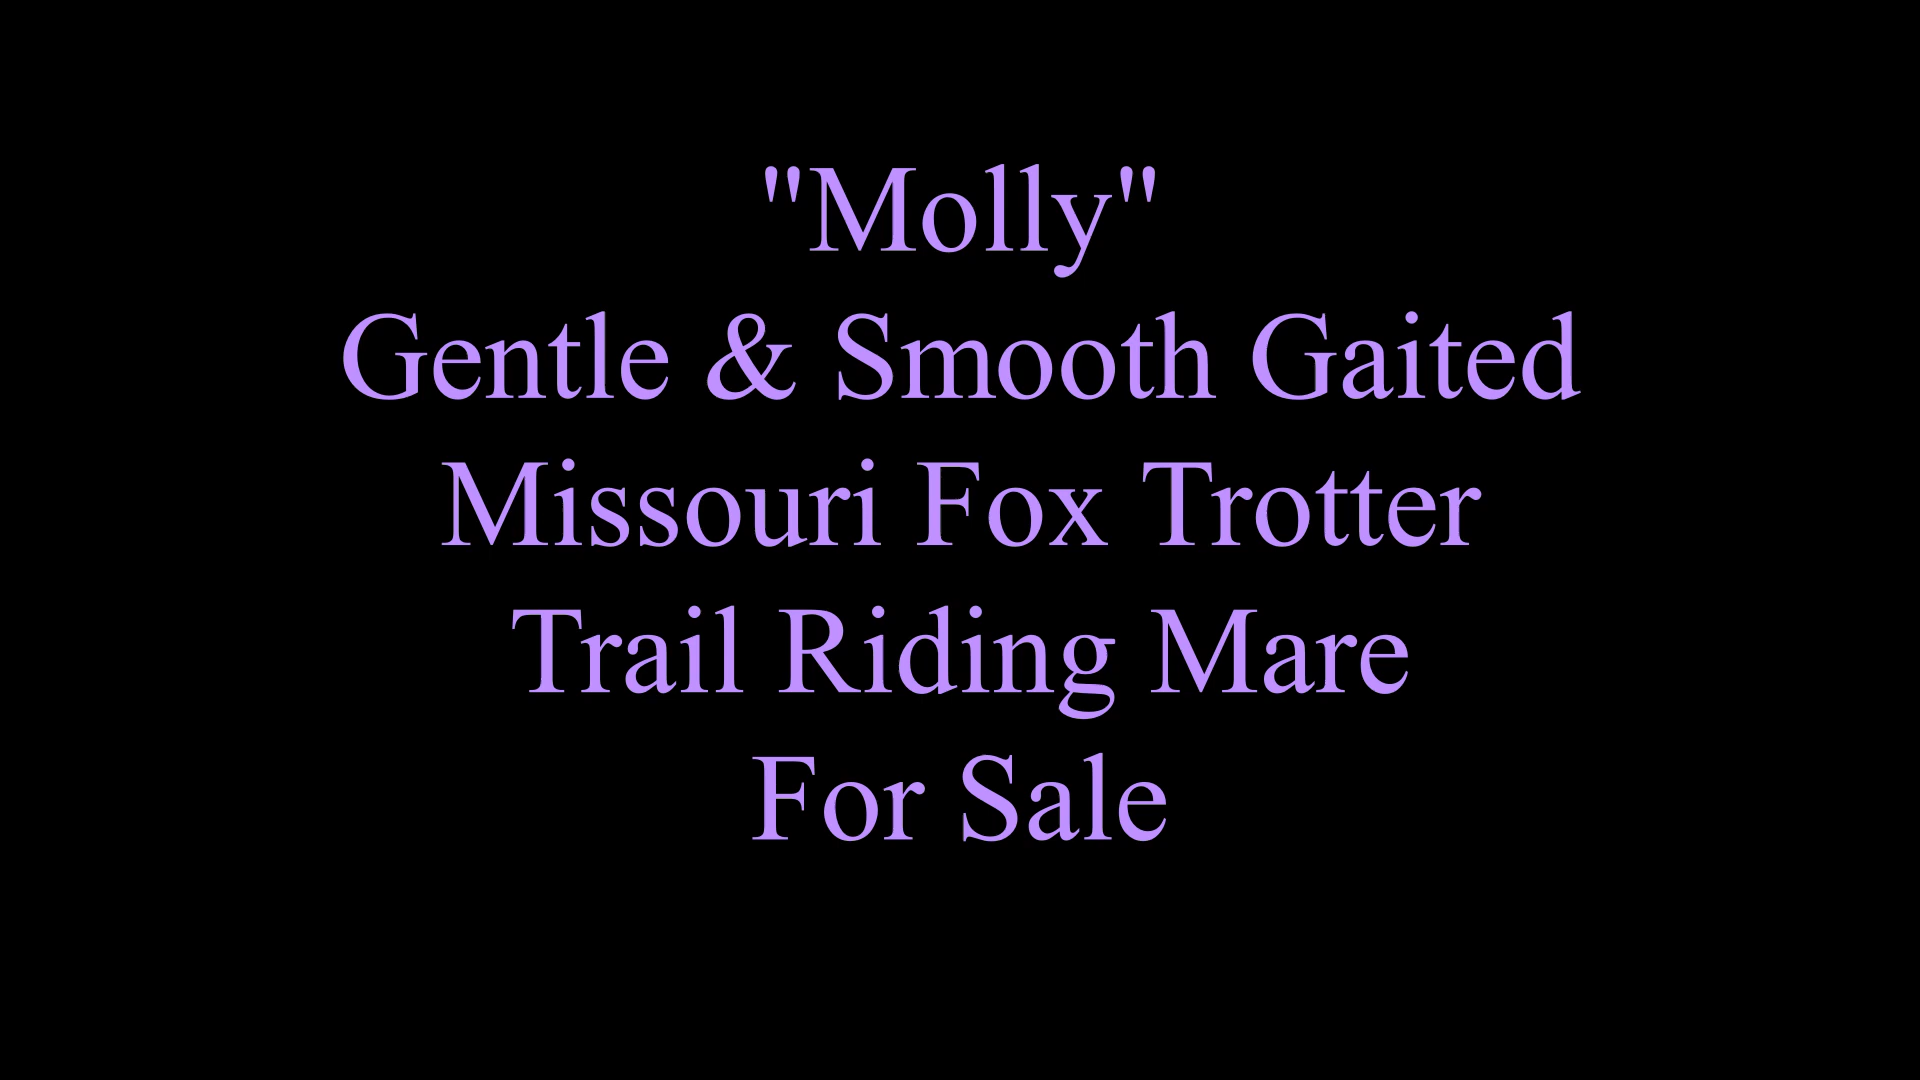 "Molly"
Gentle & Smooth Gaited
Missouri Fox Trotter
Trail Riding Mare
For Sale